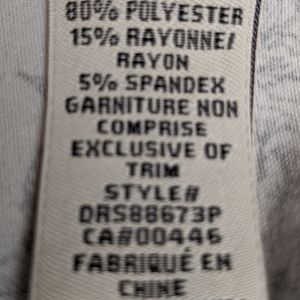 80% POLYESTER
15% RAYONNE/
RAYON
5% SPANDEX
GARNITURE NON
COMPRISE
EXCLUSIVE OF
TRIM
STYLE#
DRS88673P
CA#00446
FABRIQUÉ EN
CHINE